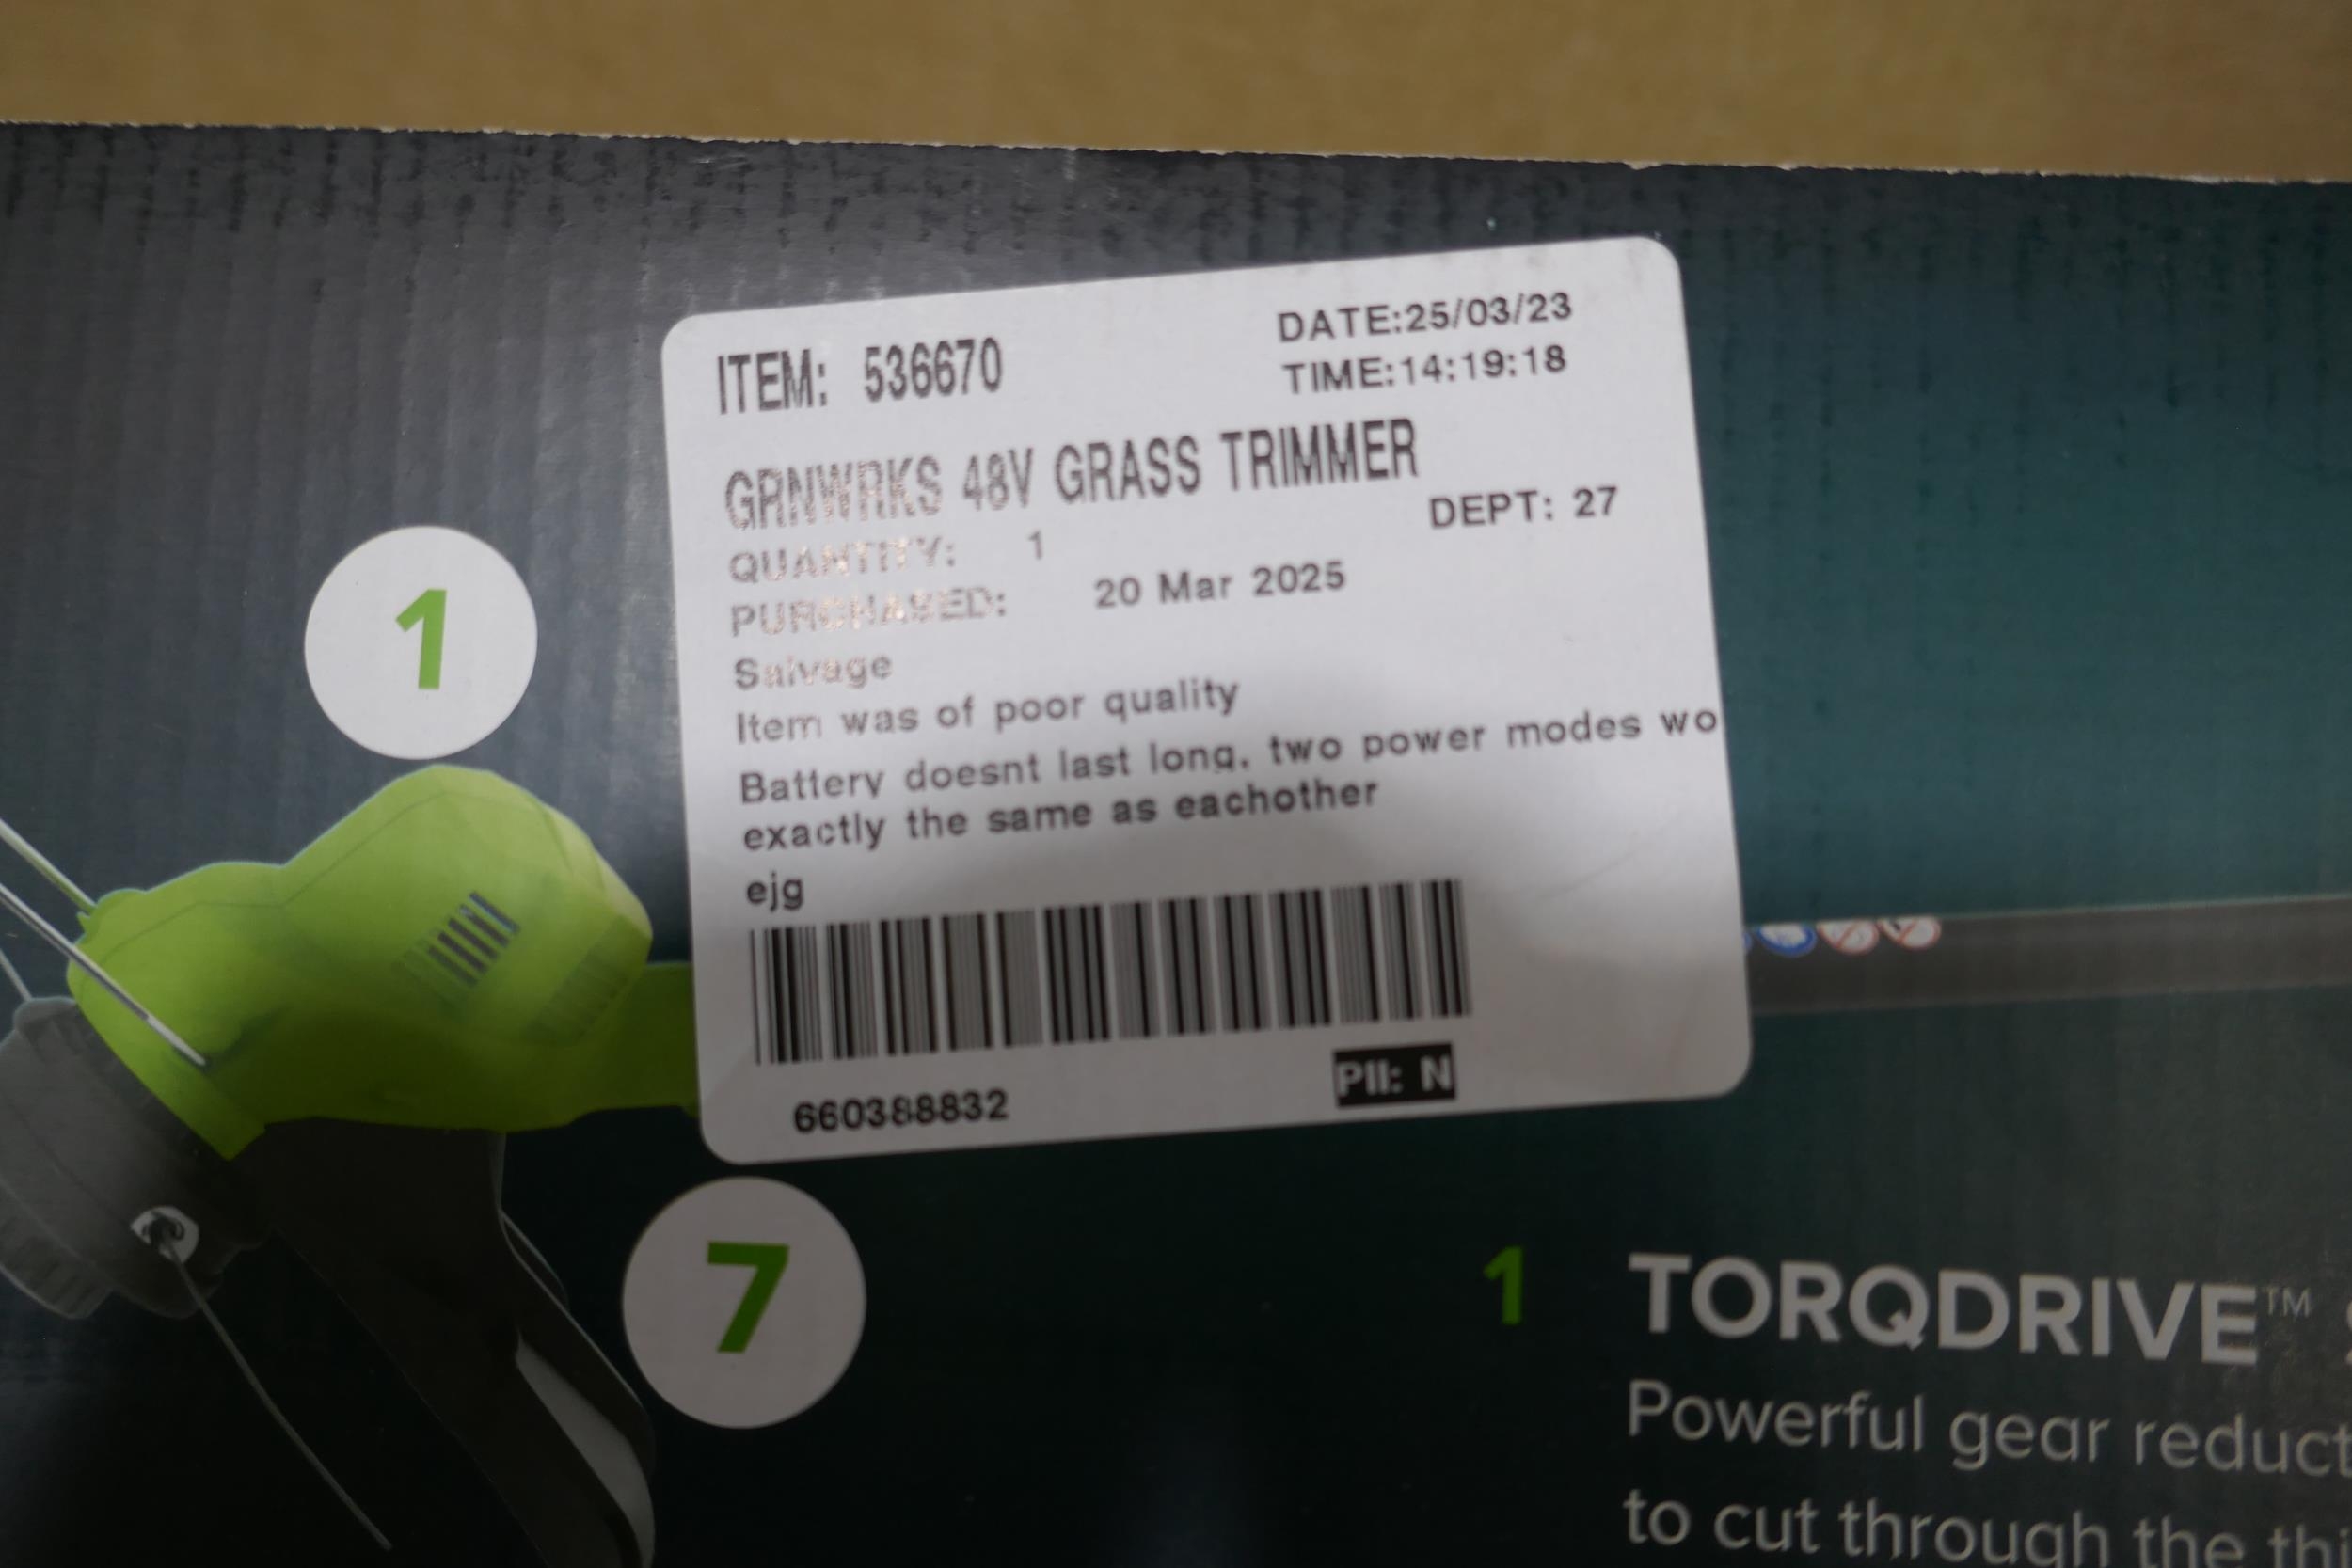 ITEM: 536670
DATE:25/03/23
TIME:14:19:18
GRNWRKS 48V GRASS TRIMMER
DEPT: 27
QUANTITY: 1
PURCHASED: 20 Mar 2025
Salvage
Item was of poor quality
Battery doesnt last long. two power modes wo
exactly the same as eachother
ejg
660388832
PII: N
1
7
1 TORQDRIVE™
Powerful gear reduct
to cut through the thi